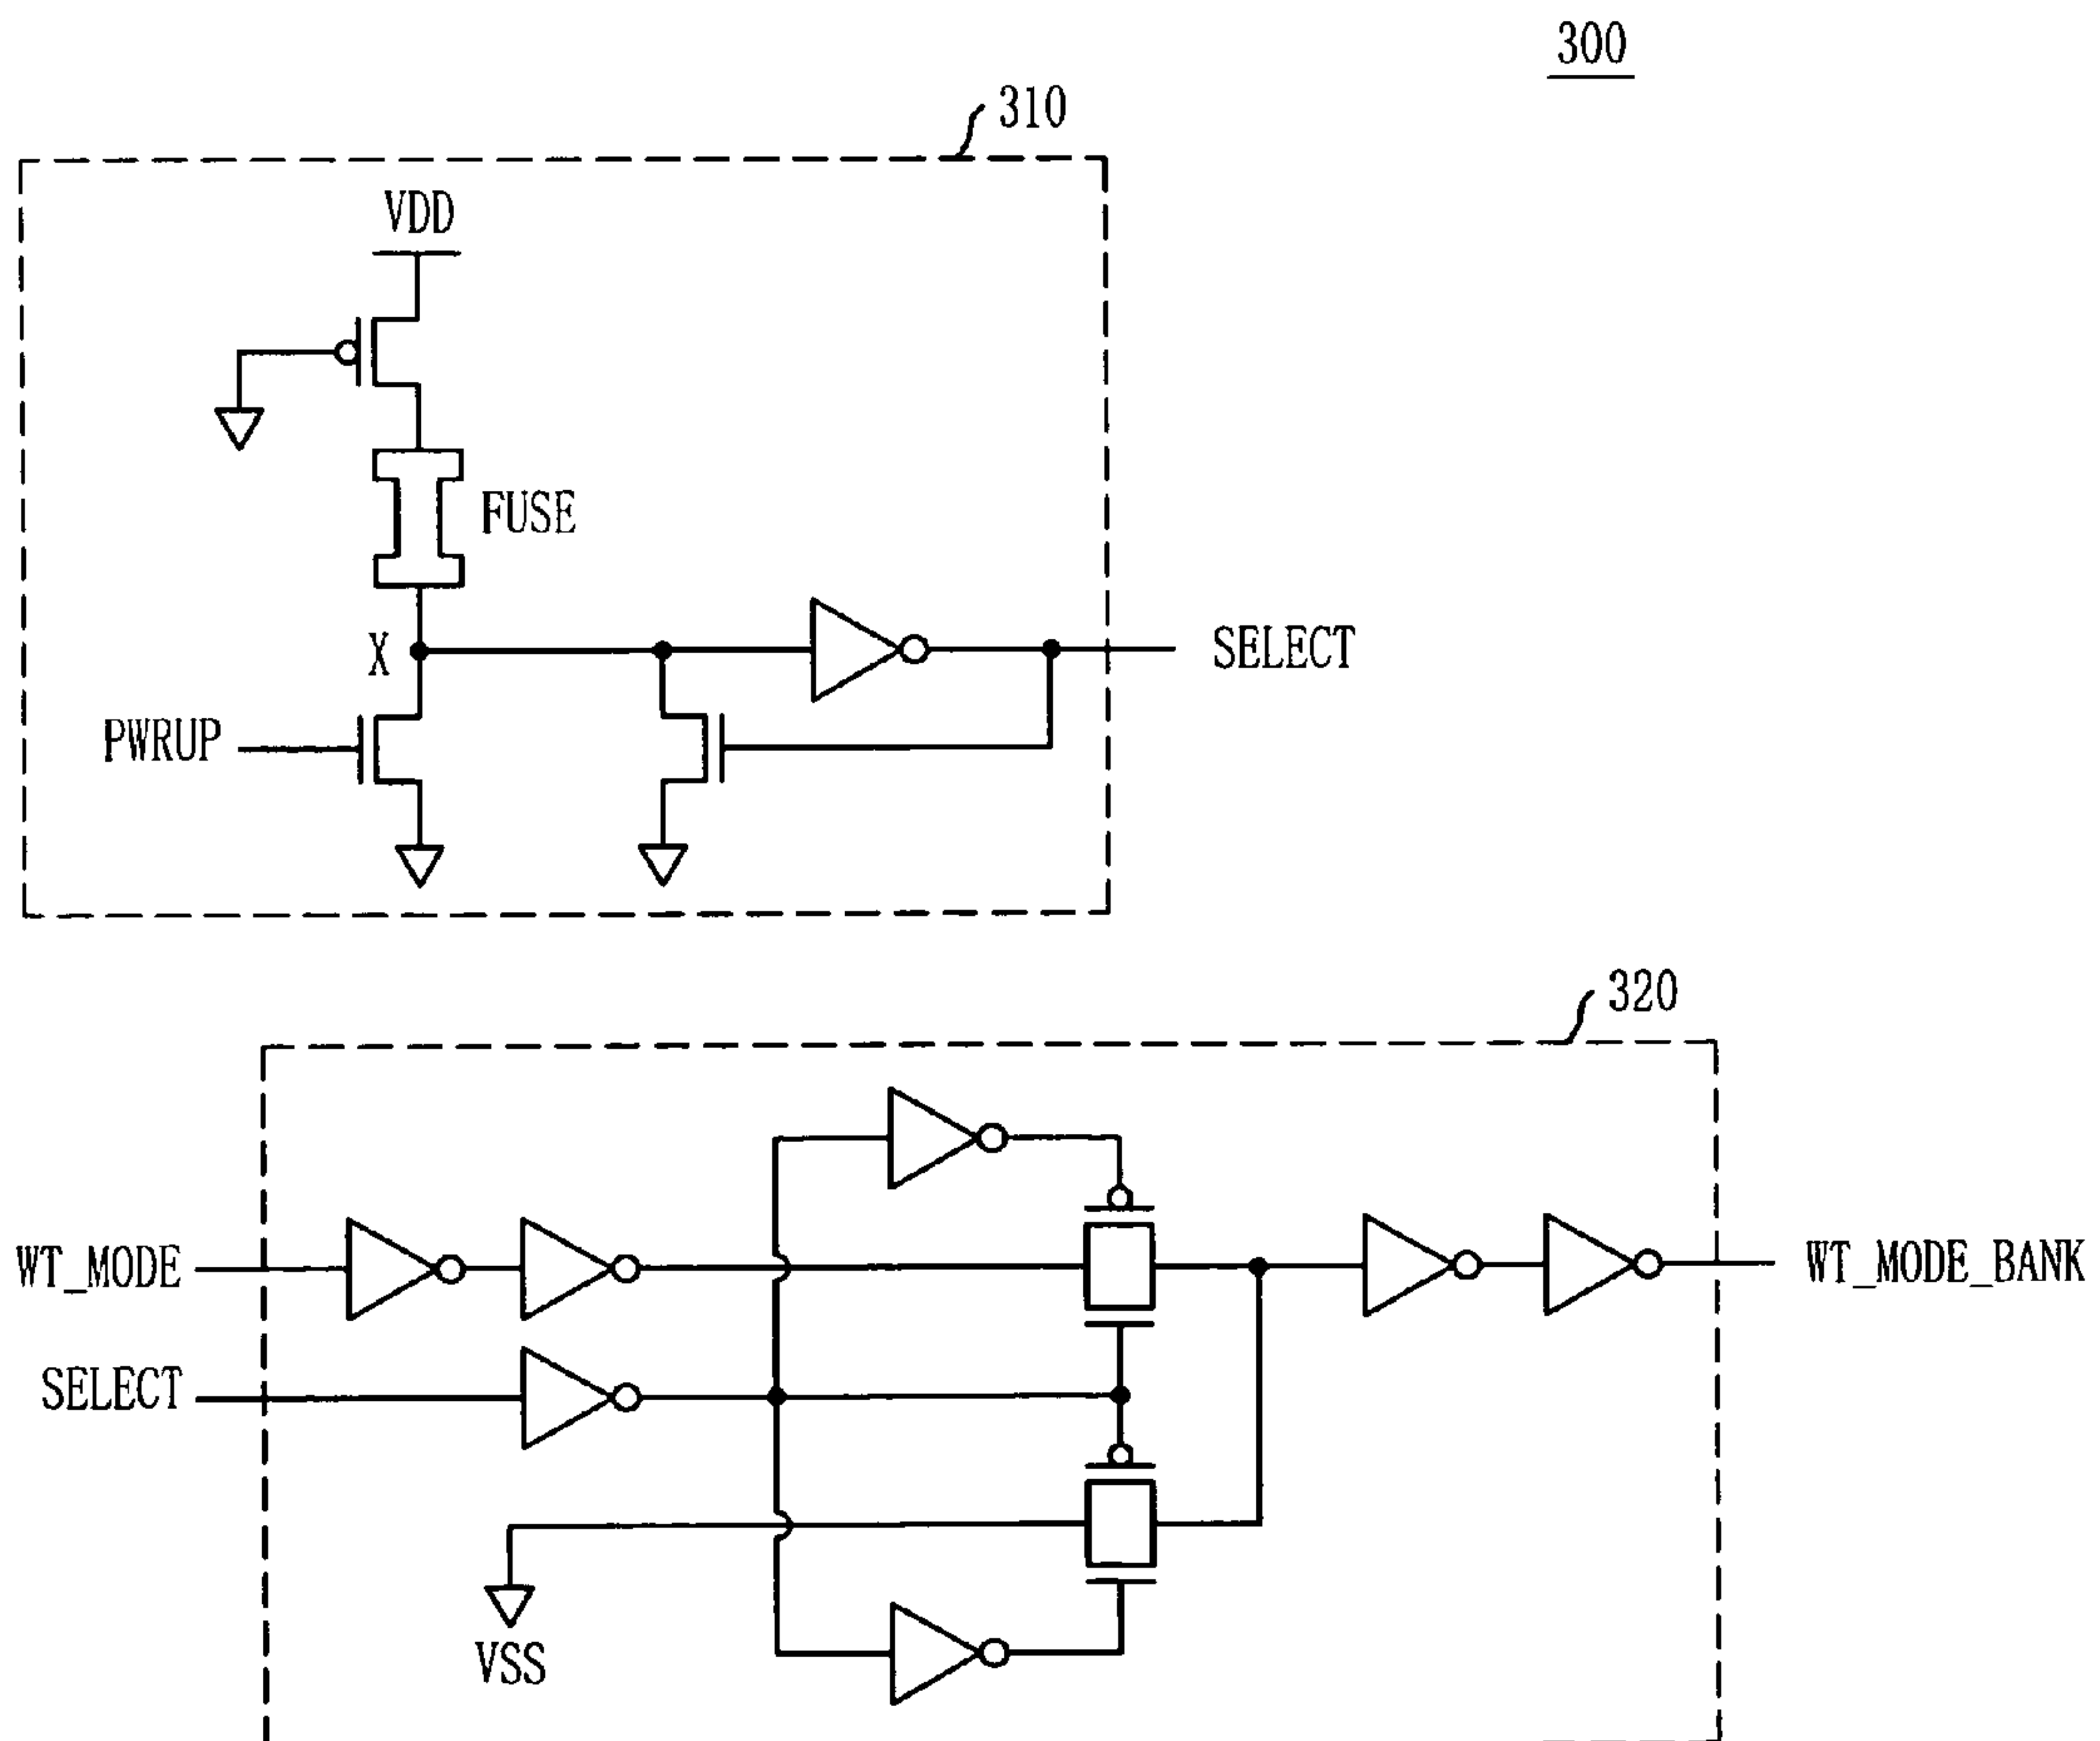 300
310
VDD
FUSE
X
SELECT
PWRUP
320
WT_MODE
WT_MODE_BANK
SELECT
VSS